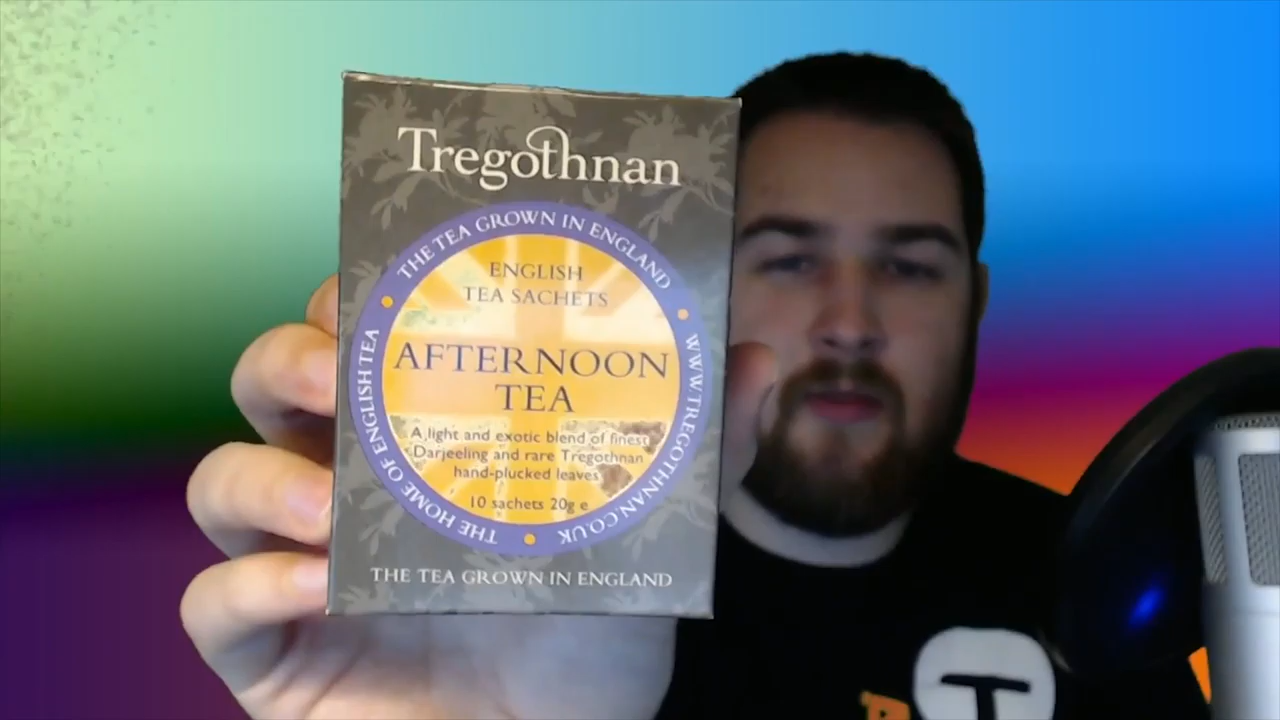 Tregothnan
THE TEA GROWN IN ENGLAND
ENGLISH
TEA SACHETS
AFTERNOON
TEA
A light and exotic blend of finest
Darjeeling and rare Tregothnan
hand-plucked leaves
10 sachets 20g e
THE HOME OF ENGLISH TEA
WWW.TREGOTHNAN.CO.UK
THE TEA GROWN IN ENGLAND
T